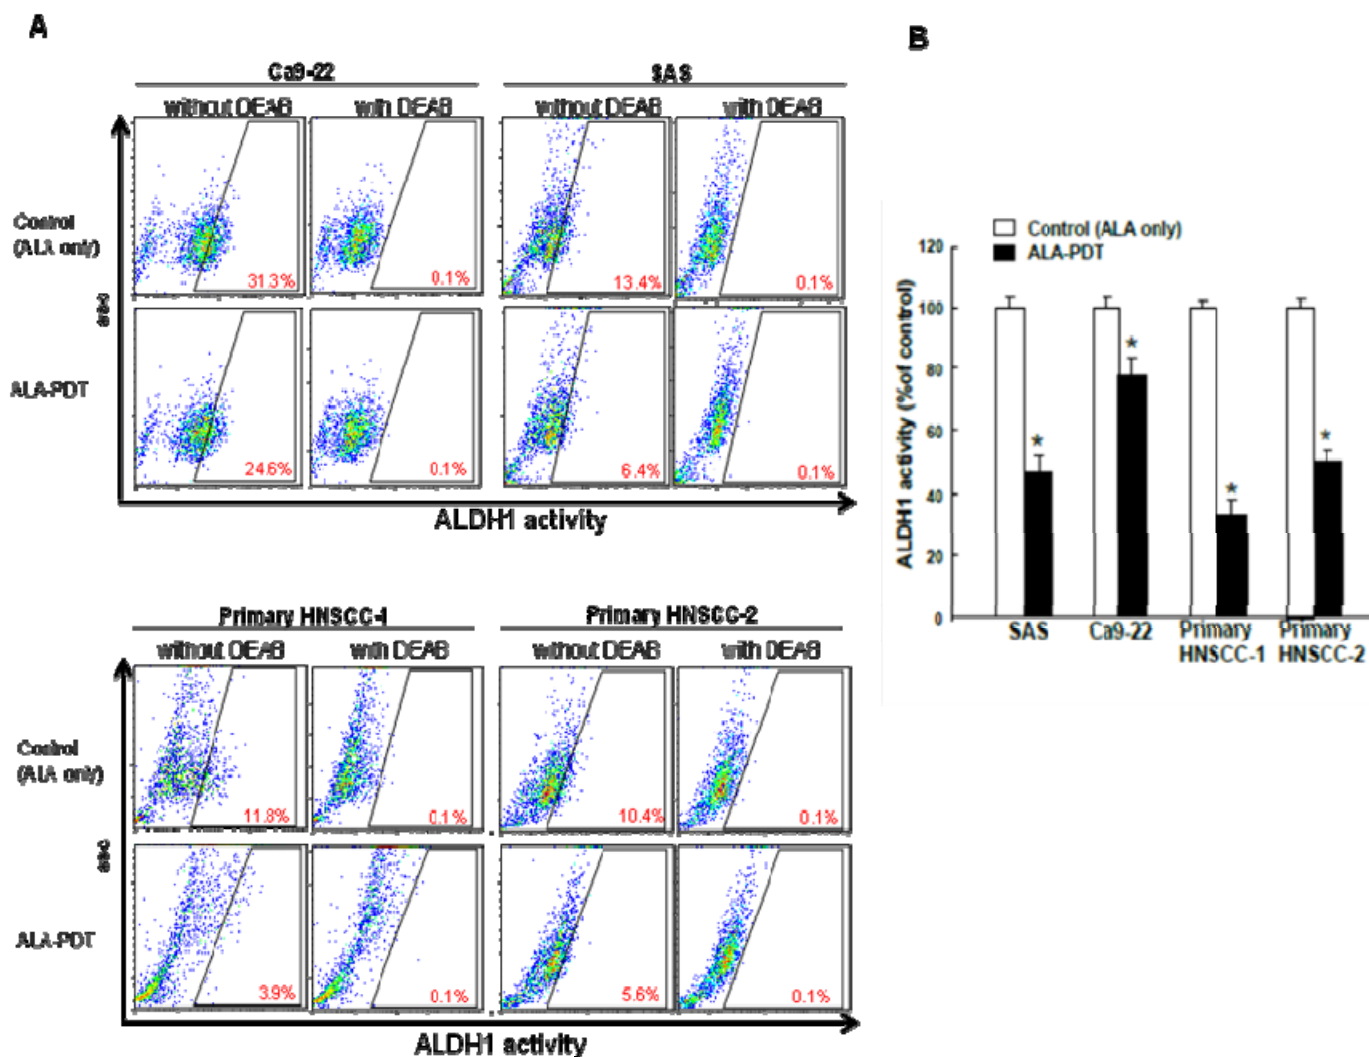 A
Ca9-22 SAS
without DEAB with DEAB without DEAB with DEAB
Control
(ALA only)
31.3% 0.1% 13.4% 0.1%
ssc
ALA-PDT
24.6% 0.1% 6.4% 0.1%
ALDH1 activity
Primary HNSCC-1 Primary HNSCC-2
without DEAB with DEAB without DEAB with DEAB
Control
(ALA only)
11.8% 0.1% 10.4% 0.1%
ssc
ALA-PDT
3.9% 0.1% 5.6% 0.1%
ALDH1 activity
B
Control (ALA only)
ALA-PDT
ALDH1 activity (%of control)
120
100
80
60
40
20
0
* * * *
SAS Ca9-22 Primary Primary
HNSCC-1 HNSCC-2